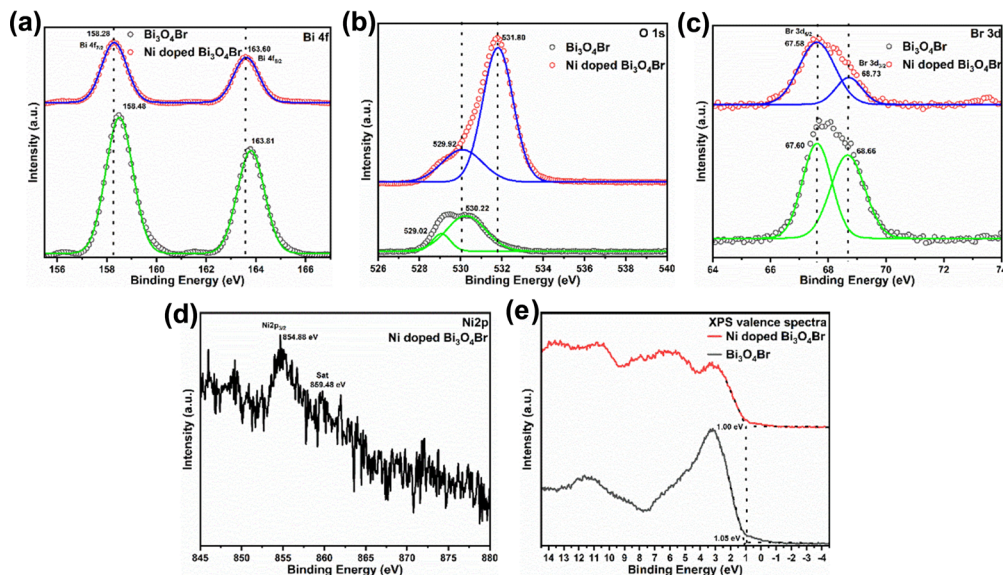 (a)
158.28
Bi 4f₇/₂
163.60
Bi 4f₅/₂
Bi₃O₄Br
Bi 4f
Ni doped Bi₃O₄Br
158.48
163.81
Intensity (a.u.)
156 158 160 162 164 166
Binding Energy (eV)
(b)
531.80
O 1s
Bi₃O₄Br
Ni doped Bi₃O₄Br
529.92
530.22
529.02
Intensity (a.u.)
526 528 530 532 534 536 538 540
Binding Energy (eV)
(c)
Br 3d₅/₂
67.58
Br 3d
Bi₃O₄Br
Br 3d₃/₂
68.73
Ni doped Bi₃O₄Br
67.60
68.66
Intensity (a.u.)
64 66 68 70 72 74
Binding Energy (eV)
(d)
Ni2p
Ni doped Bi₃O₄Br
Ni2p₃/₂
854.88 eV
Sat
859.48 eV
Intensity (a.u.)
845 850 855 860 865 870 875 880
Binding Energy (eV)
(e)
XPS valence spectra
Ni doped Bi₃O₄Br
Bi₃O₄Br
1.00 eV
1.05 eV
Intensity (a.u.)
14 13 12 11 10 9 8 7 6 5 4 3 2 1 0 -1 -2 -3 -4
Binding Energy (eV)